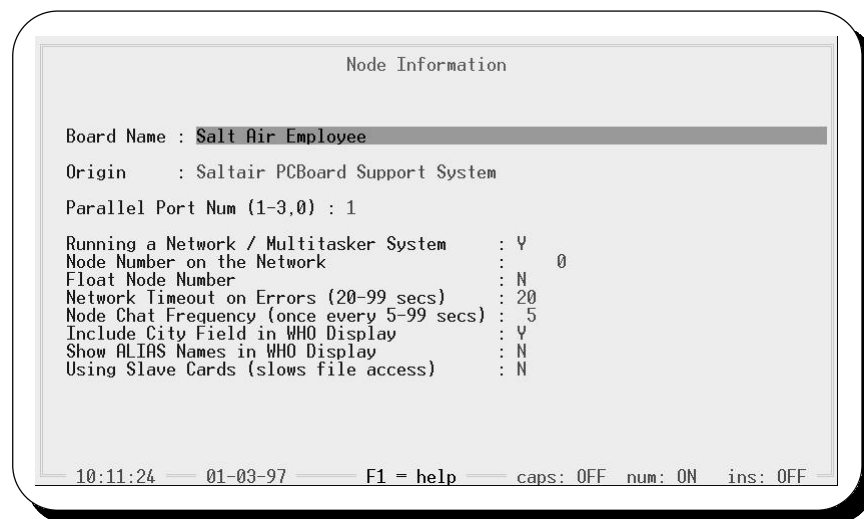 Node Information
Board Name : Salt Air Employee
Origin : Saltair PCBoard Support System
Parallel Port Num (1-3,0) : 1
Running a Network / Multitasker System : Y
Node Number on the Network : 0
Float Node Number : N
Network Timeout on Errors (20-99 secs) : 20
Node Chat Frequency (once every 5-99 secs) : 5
Include City Field in WHO Display : Y
Show ALIAS Names in WHO Display : N
Using Slave Cards (slows file access) : N
10:11:24 01-03-97 F1 = help caps: OFF num: ON ins: OFF